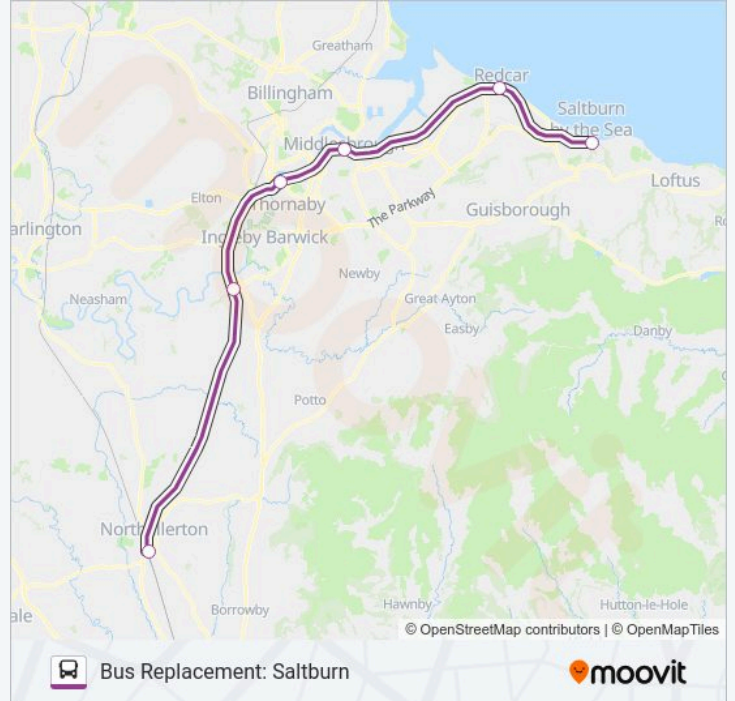 Greatham
Redcar
Billingham
Saltburn
by the Sea
Middlesbrough
Loftus
Elton
Thornaby
The Parkway
Guisborough
arlington
Ingleby Barwick
Newby
Neasham
Great Ayton
Easby
Danby
Potto
Northallerton
Borrowby
Hawnby
Hutton-le-Hole
ale
© OpenStreetMap contributors | © OpenMapTiles
Bus Replacement: Saltburn
moovit